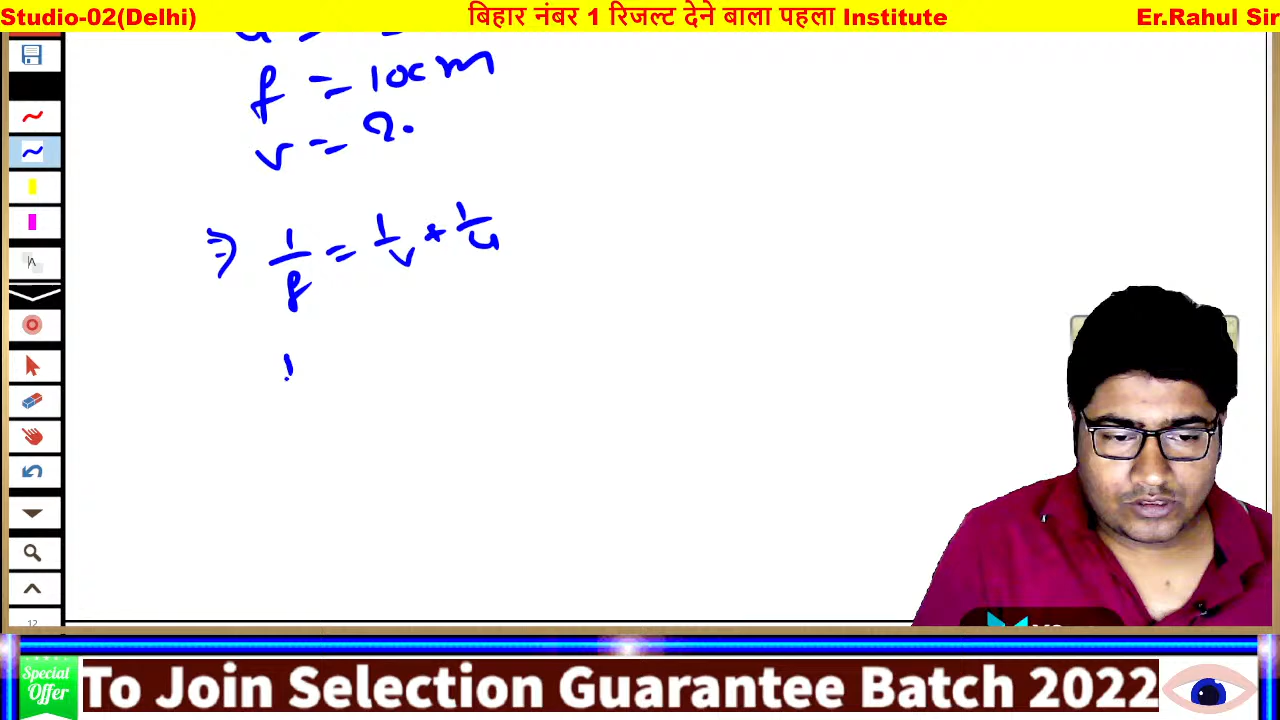 Studio-02(Delhi) बिहार नंबर 1 रिजल्ट देने बाला पहला Institute Er.Rahul Sir
f = 10cm
v = ?
⇒ 1/f = 1/v + 1/u
12
Special Offer
To Join Selection Guarantee Batch 2022